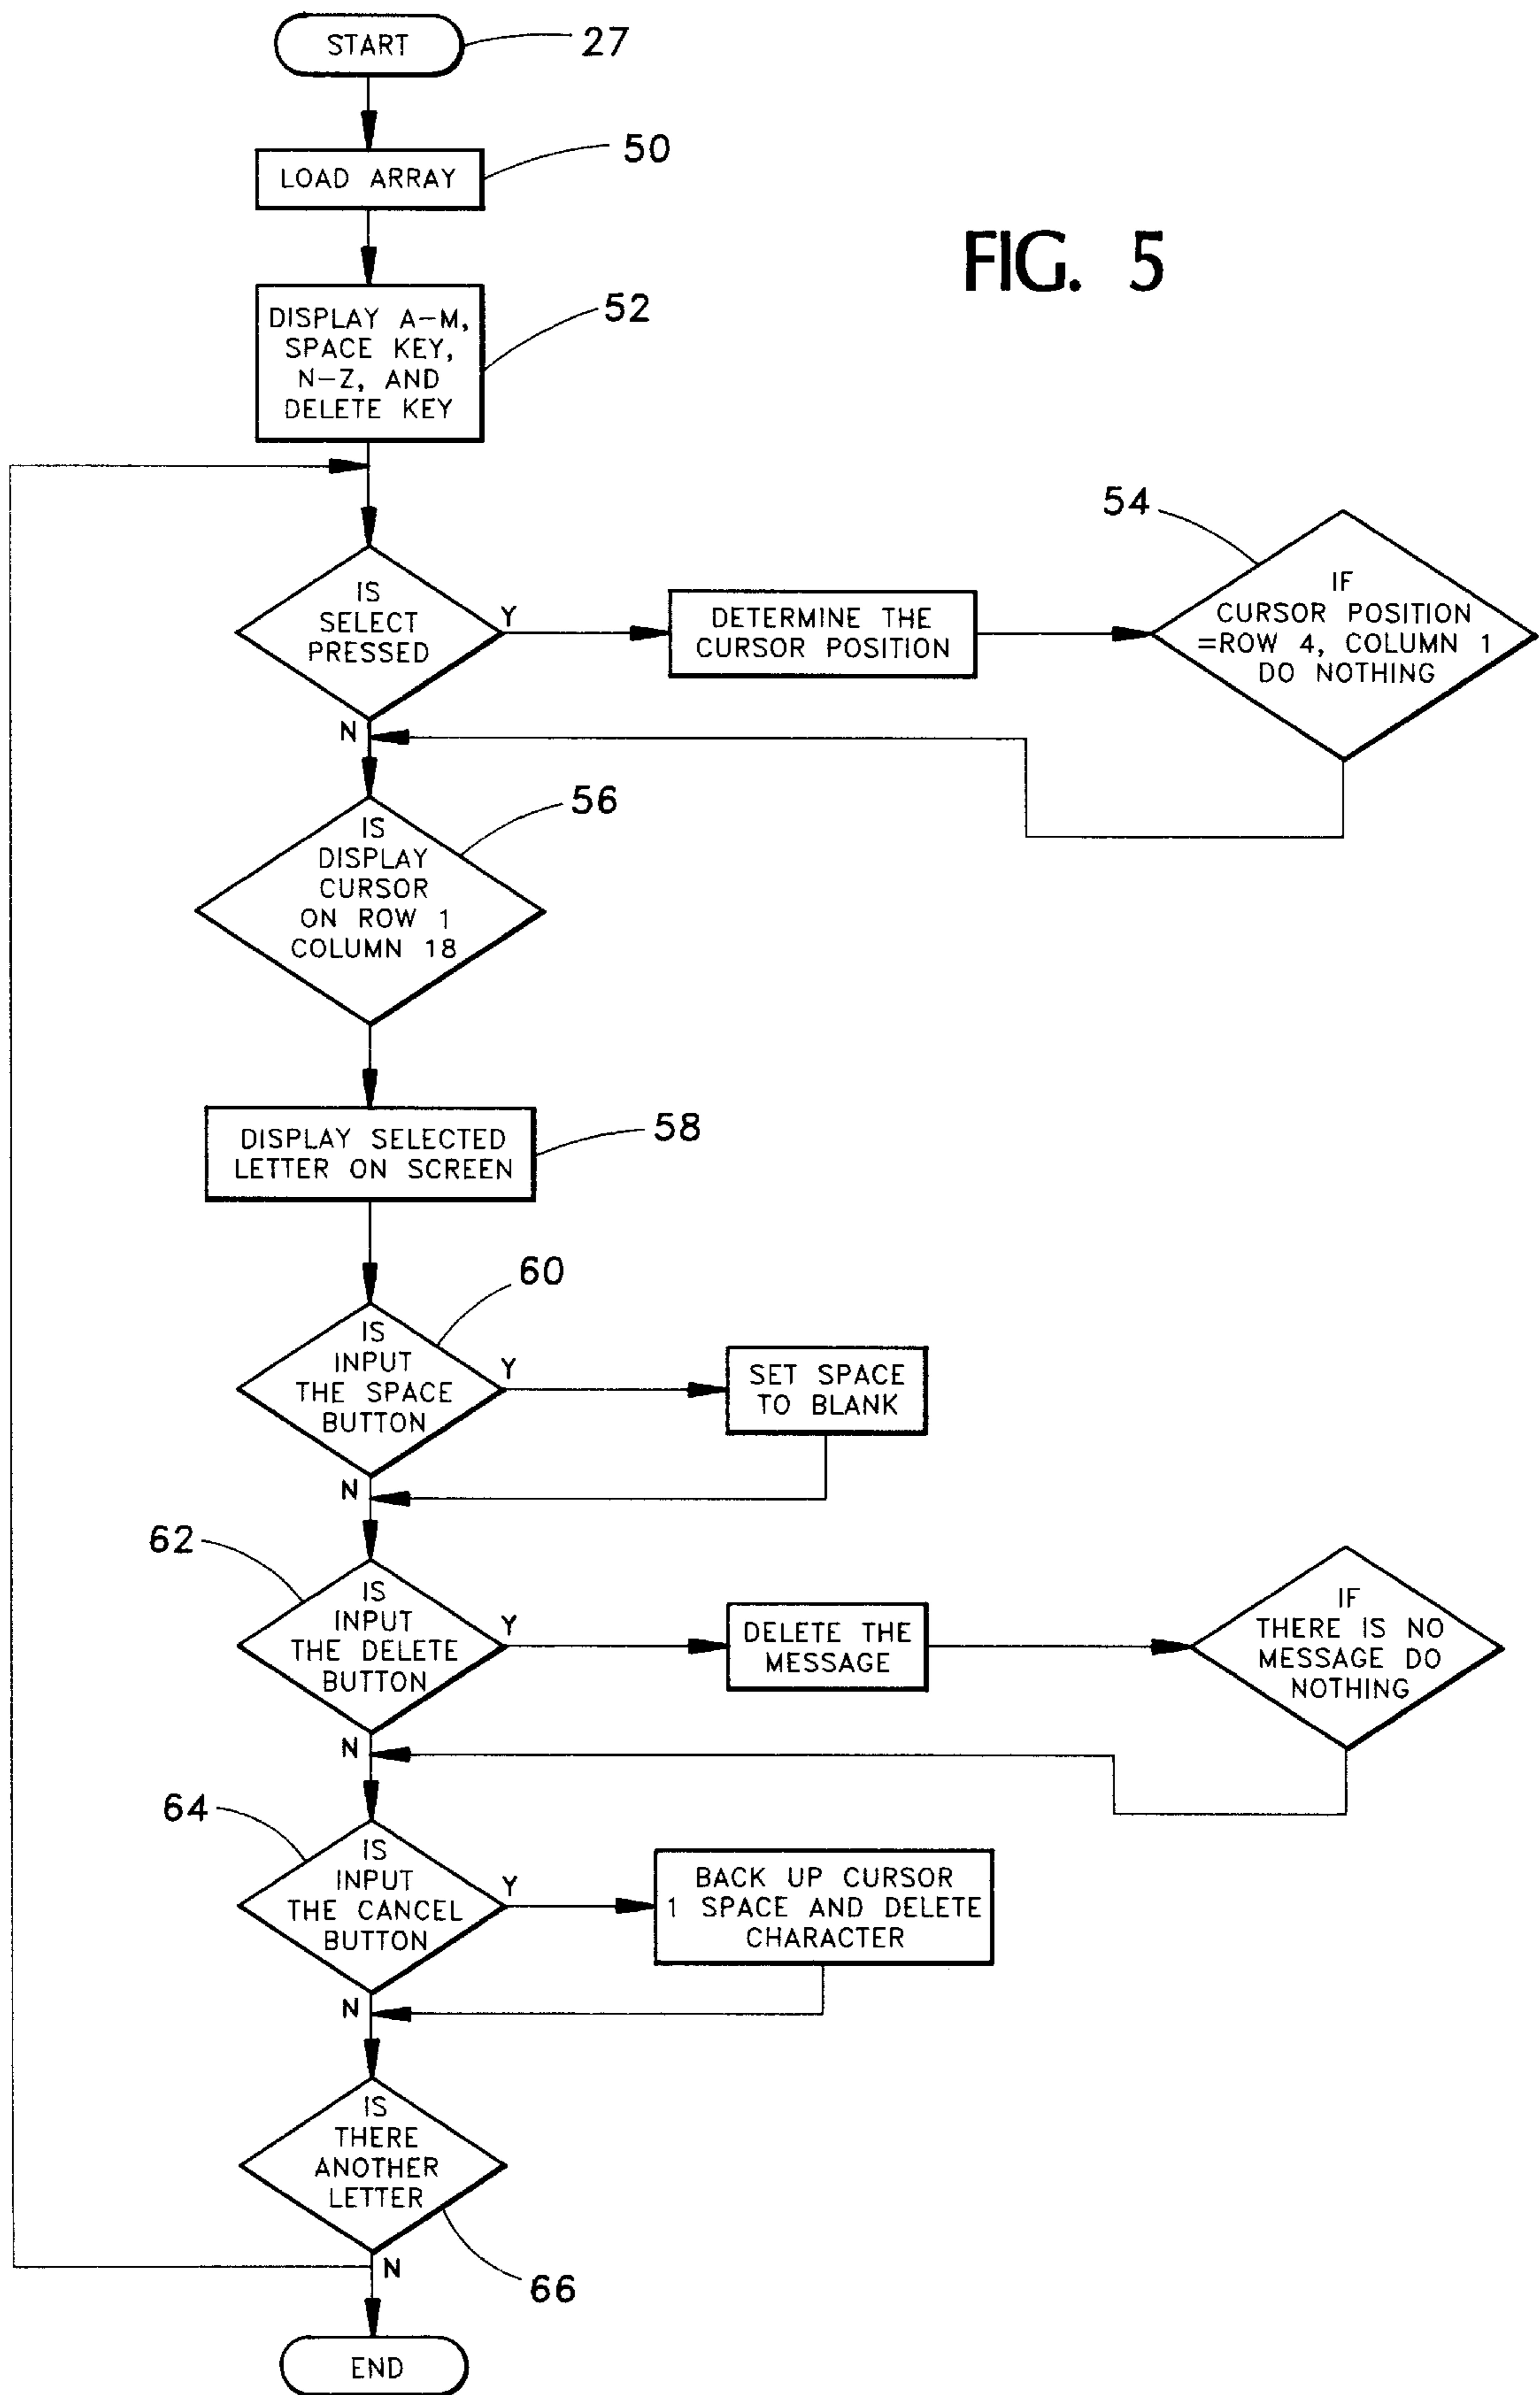 START
27
LOAD ARRAY
50
FIG. 5
DISPLAY A-M,
SPACE KEY,
N-Z, AND
DELETE KEY
52
IS
SELECT
PRESSED
Y
N
DETERMINE THE
CURSOR POSITION
54
IF
CURSOR POSITION
=ROW 4, COLUMN 1
DO NOTHING
56
IS
DISPLAY
CURSOR
ON ROW 1
COLUMN 18
DISPLAY SELECTED
LETTER ON SCREEN
58
60
IS
INPUT
THE SPACE
BUTTON
Y
N
SET SPACE
TO BLANK
62
IS
INPUT
THE DELETE
BUTTON
Y
N
DELETE THE
MESSAGE
IF
THERE IS NO
MESSAGE DO
NOTHING
64
IS
INPUT
THE CANCEL
BUTTON
Y
N
BACK UP CURSOR
1 SPACE AND DELETE
CHARACTER
IS
THERE
ANOTHER
LETTER
N
66
END